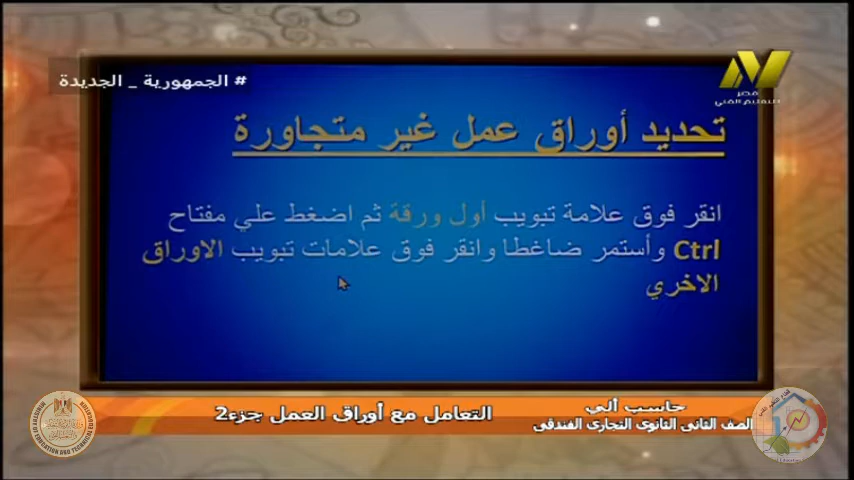 # الجمهورية _ الجديدة
مصر
التعليم الفني
تحديد أوراق عمل غير متجاورة
انقر فوق علامة تبويب أول ورقة ثم اضغط علي مفتاح
Ctrl وأستمر ضاغطا وانقر فوق علامات تبويب الاوراق
الاخري
حاسب ألي
الصف الثانى الثانوى التجارى الفندقى
التعامل مع أوراق العمل جزء2